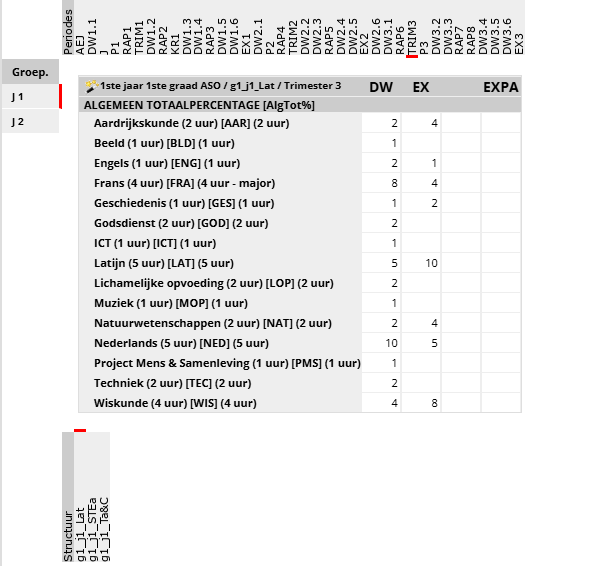 Periodes
AEJ
DW1.1
J
P1
RAP1
TRIM1
DW1.2
RAP2
KR1
DW1.3
DW1.4
RAP3
DW1.5
DW1.6
EX1
DW2.1
P2
RAP4
TRIM2
DW2.2
DW2.3
RAP5
DW2.4
DW2.5
EX2
DW2.6
DW3.1
RAP6
TRIM3
P3
DW3.2
DW3.3
RAP7
RAP8
DW3.4
DW3.5
DW3.6
EX3
Groep.
J 1
J 2
1ste jaar 1ste graad ASO / g1_j1_Lat / Trimester 3 DW EX EXPA
ALGEMEEN TOTAALPERCENTAGE [AlgTot%]
Aardrijkskunde (2 uur) [AAR] (2 uur) 2 4
Beeld (1 uur) [BLD] (1 uur) 1
Engels (1 uur) [ENG] (1 uur) 2 1
Frans (4 uur) [FRA] (4 uur - major) 8 4
Geschiedenis (1 uur) [GES] (1 uur) 1 2
Godsdienst (2 uur) [GOD] (2 uur) 2
ICT (1 uur) [ICT] (1 uur) 1
Latijn (5 uur) [LAT] (5 uur) 5 10
Lichamelijke opvoeding (2 uur) [LOP] (2 uur) 2
Muziek (1 uur) [MOP] (1 uur) 1
Natuurwetenschappen (2 uur) [NAT] (2 uur) 2 4
Nederlands (5 uur) [NED] (5 uur) 10 5
Project Mens & Samenleving (1 uur) [PMS] (1 uur) 1
Techniek (2 uur) [TEC] (2 uur) 2
Wiskunde (4 uur) [WIS] (4 uur) 4 8
Structuur
g1_j1_Lat
g1_j1_STEa
g1_j1_Ta&C